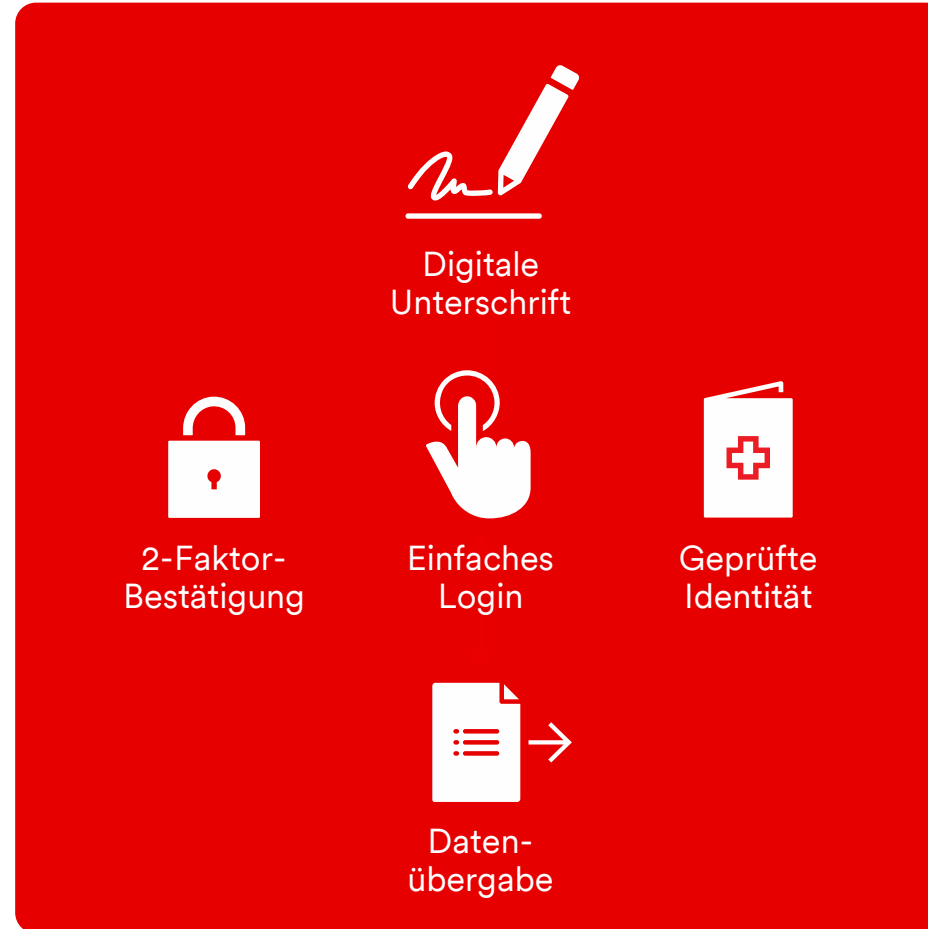 Digitale
Unterschrift
2-Faktor-
Bestätigung
Einfaches
Login
Geprüfte
Identität
Daten-
übergabe